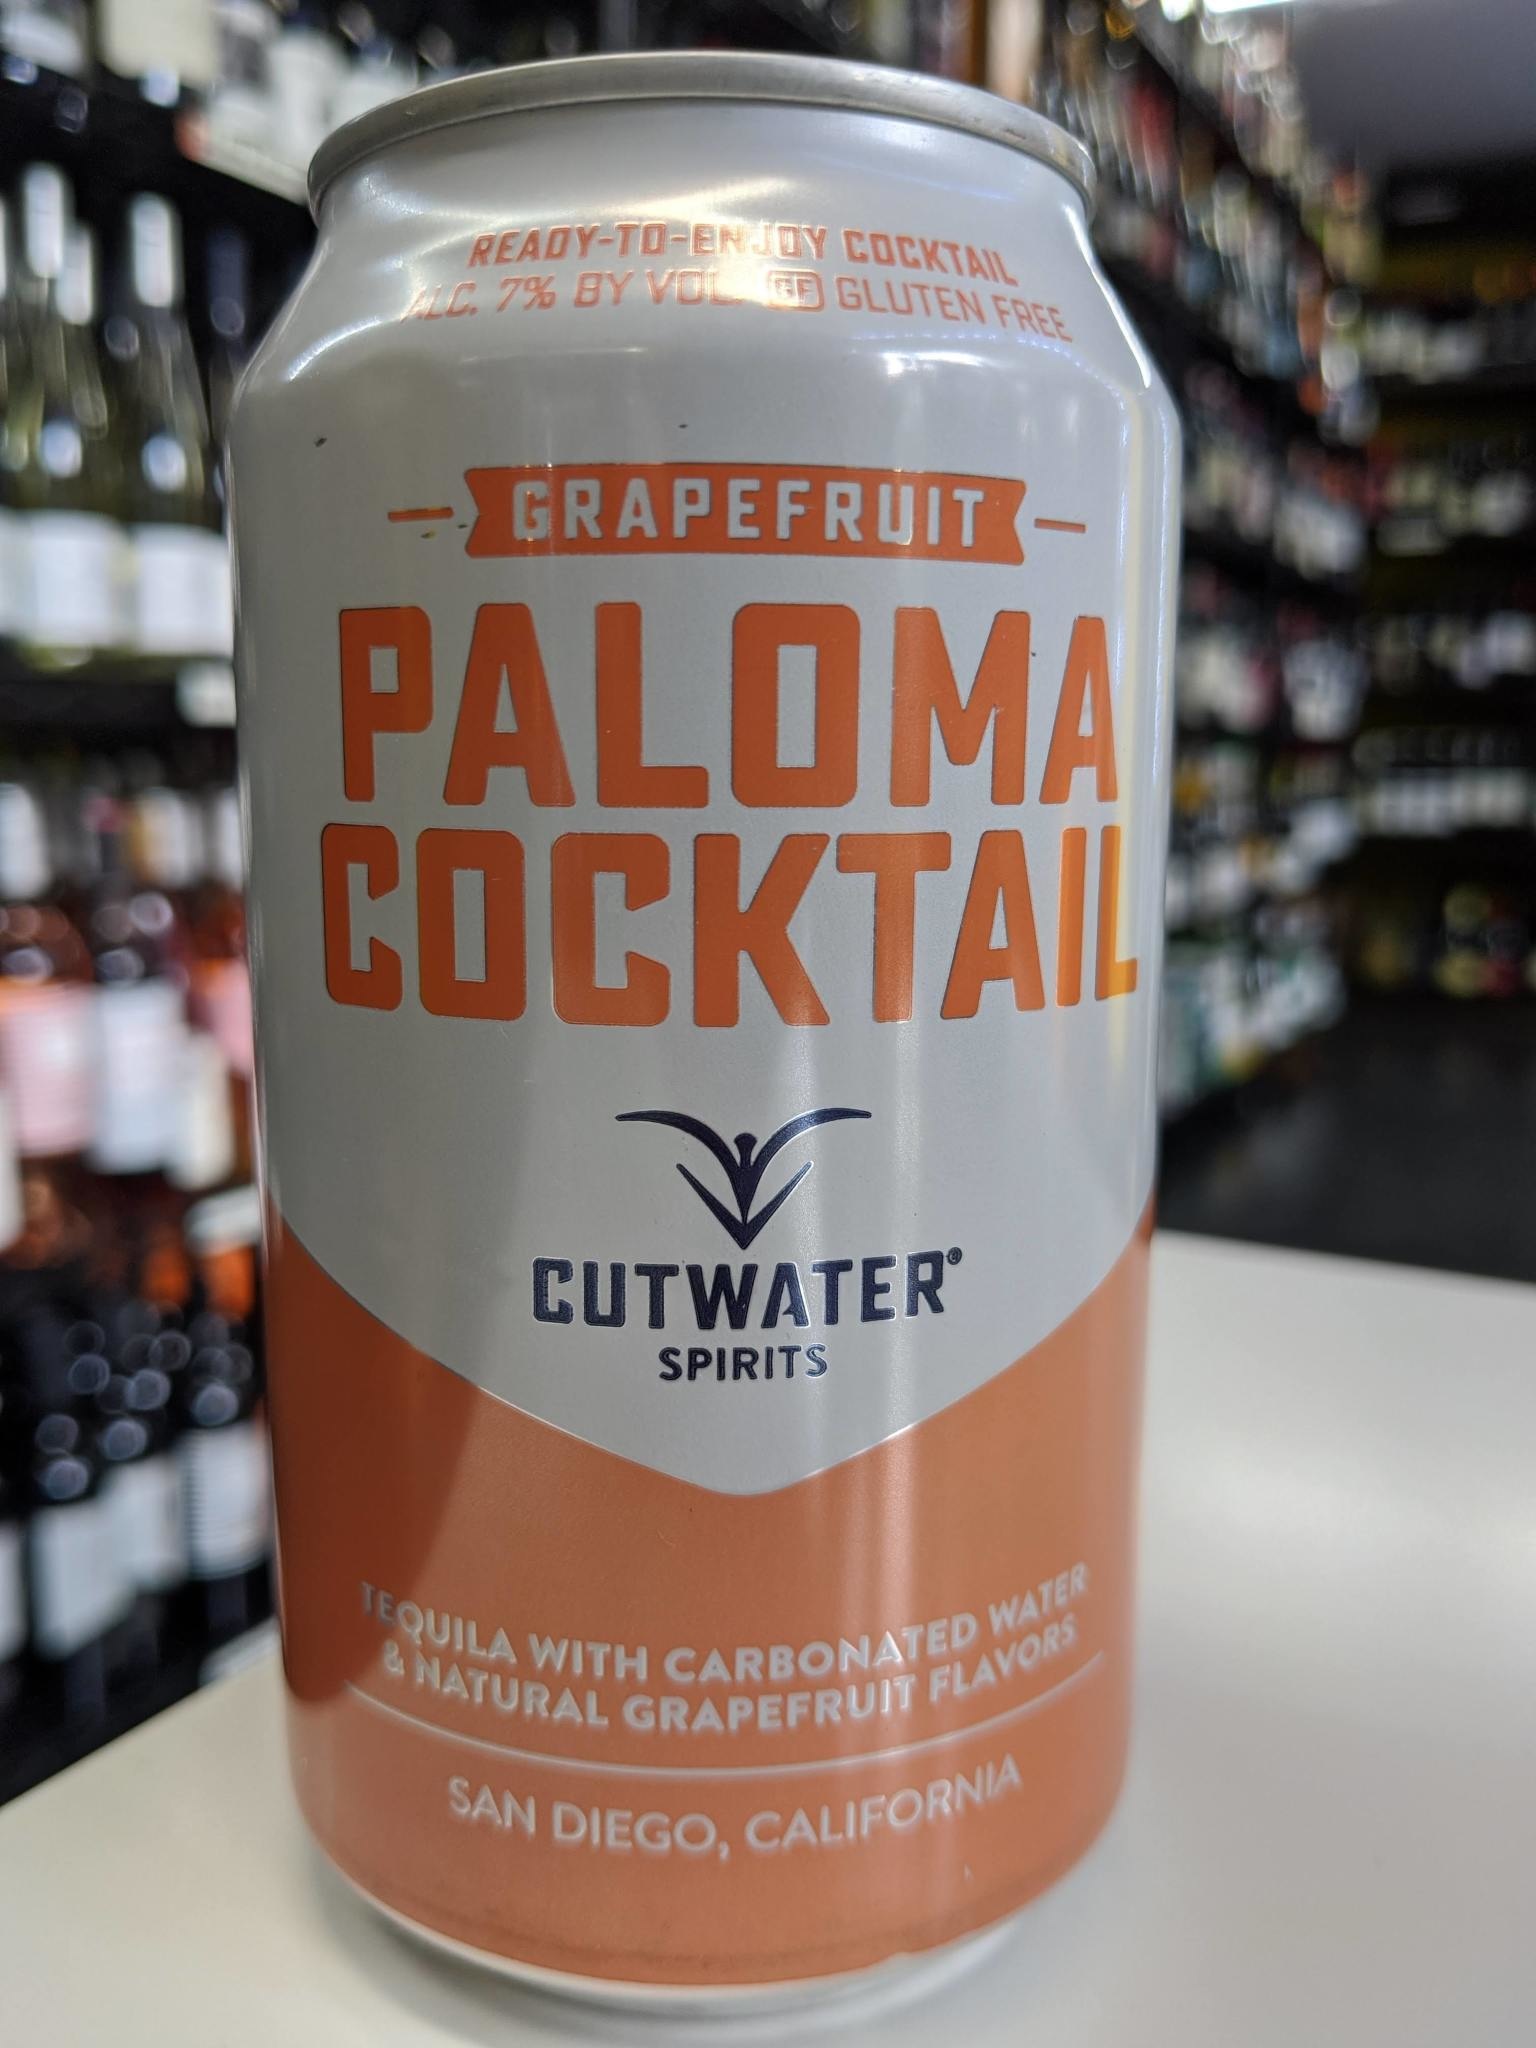 READY-TO-ENJOY COCKTAIL
ALC. 7% BY VOL. GF GLUTEN FREE
GRAPEFRUIT
PALOMA
COCKTAIL
CUTWATER®
SPIRITS
TEQUILA WITH CARBONATED WATER
& NATURAL GRAPEFRUIT FLAVORS
SAN DIEGO, CALIFORNIA